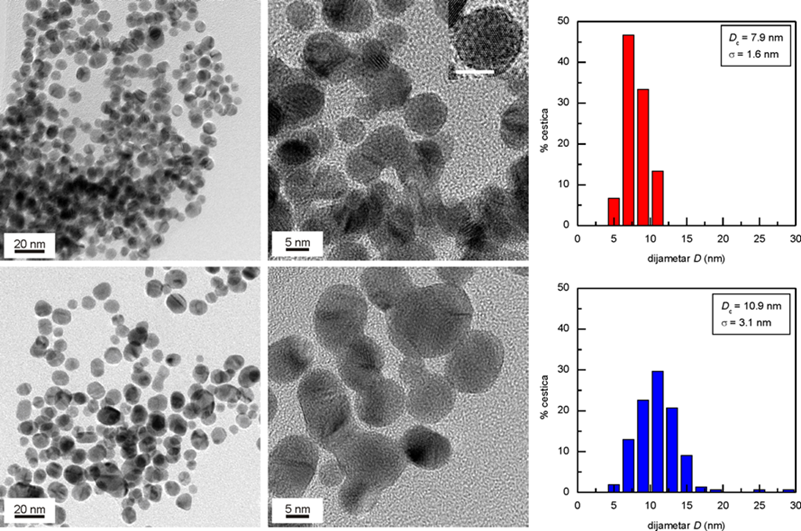 20 nm
5 nm
50
40
30
20
10
0
% cestica
D_c = 7.9 nm
σ = 1.6 nm
0 5 10 15 20 25 30
dijametar D (nm)
20 nm
5 nm
50
40
30
20
10
0
% cestica
D_c = 10.9 nm
σ = 3.1 nm
0 5 10 15 20 25 30
dijametar D (nm)